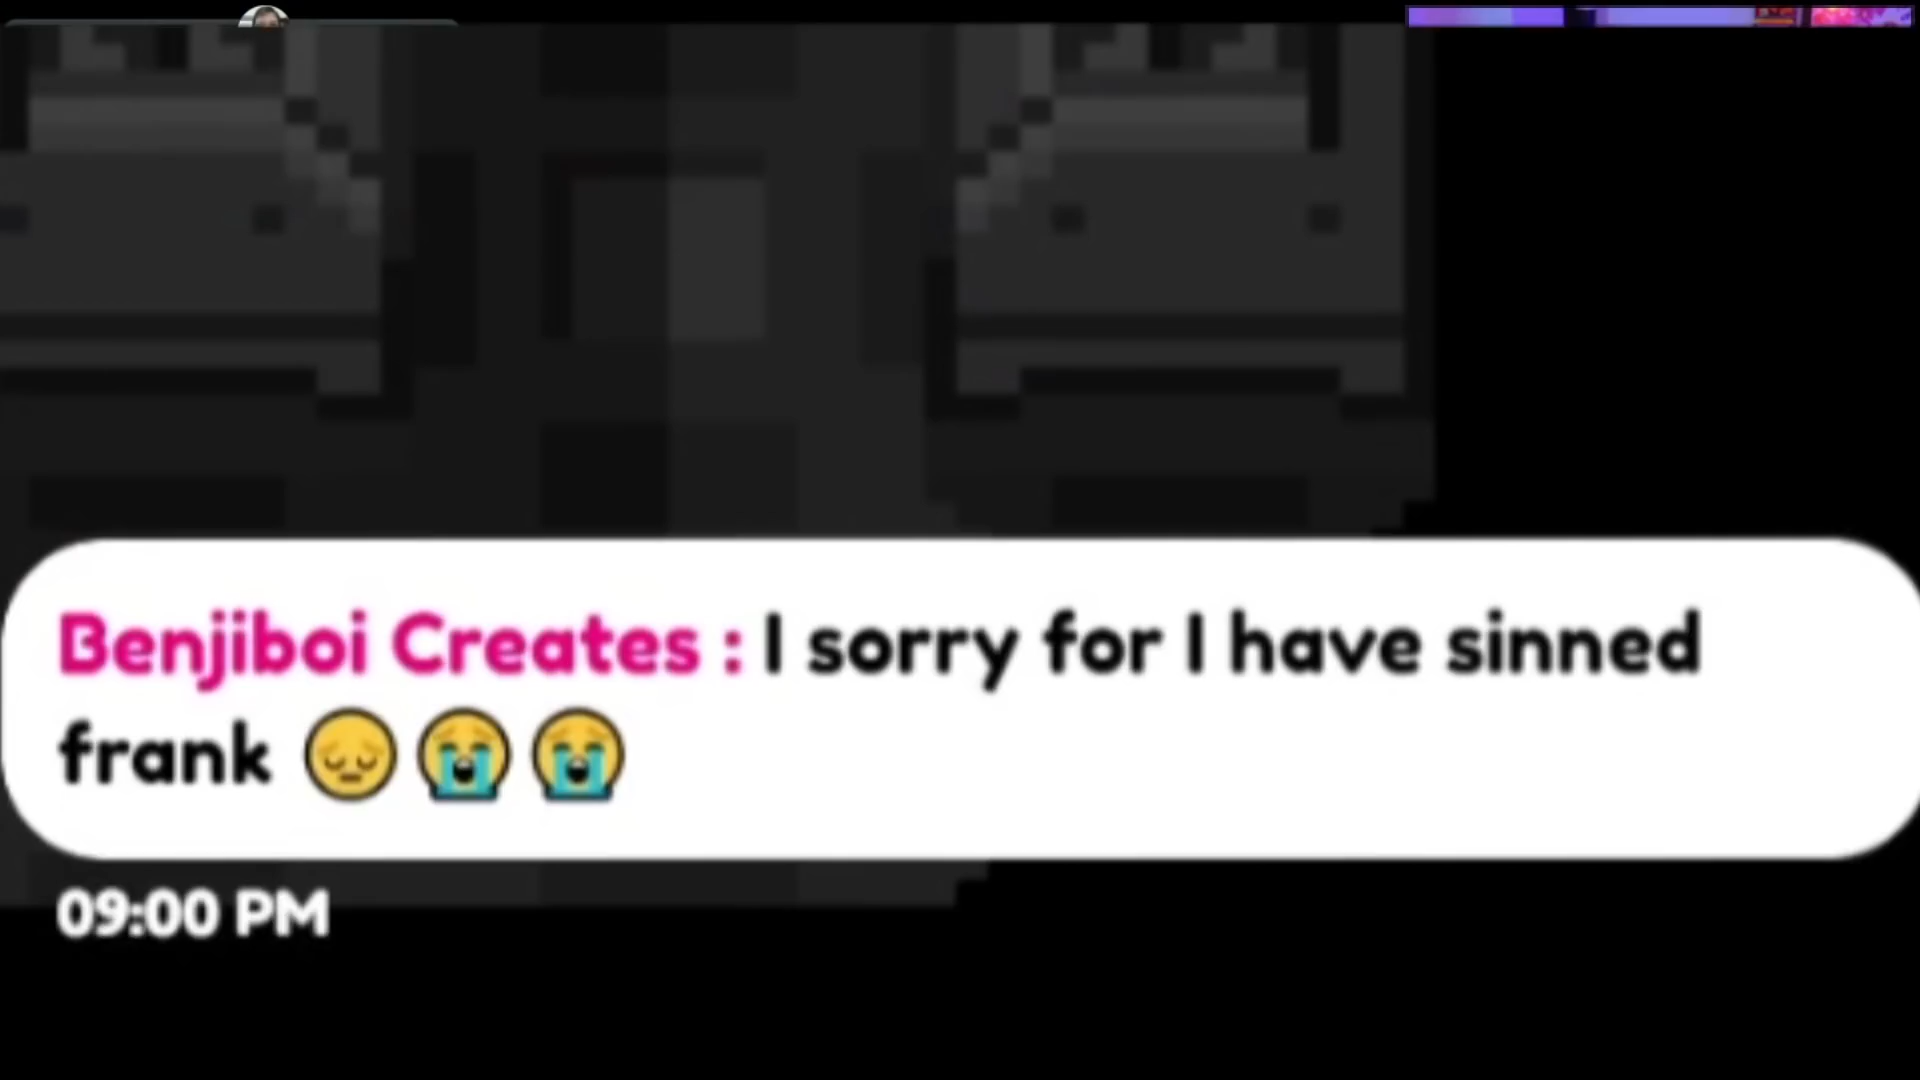 Benjiboi Creates : I sorry for I have sinned
frank 😔😭😭
09:00 PM